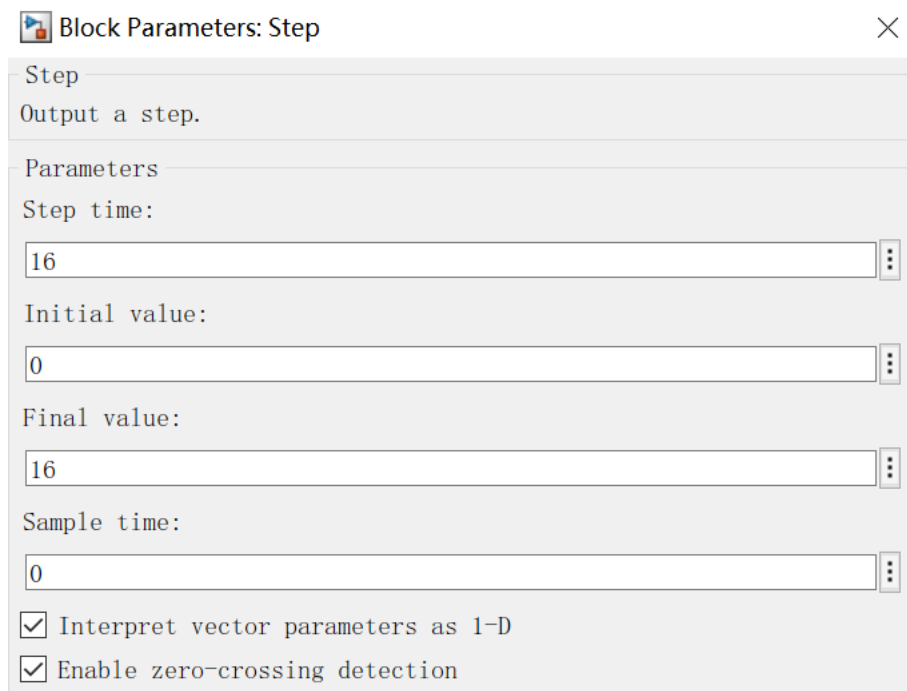 Block Parameters: Step
Step
Output a step.
Parameters
Step time:
16
Initial value:
0
Final value:
16
Sample time:
0
Interpret vector parameters as 1-D
Enable zero-crossing detection